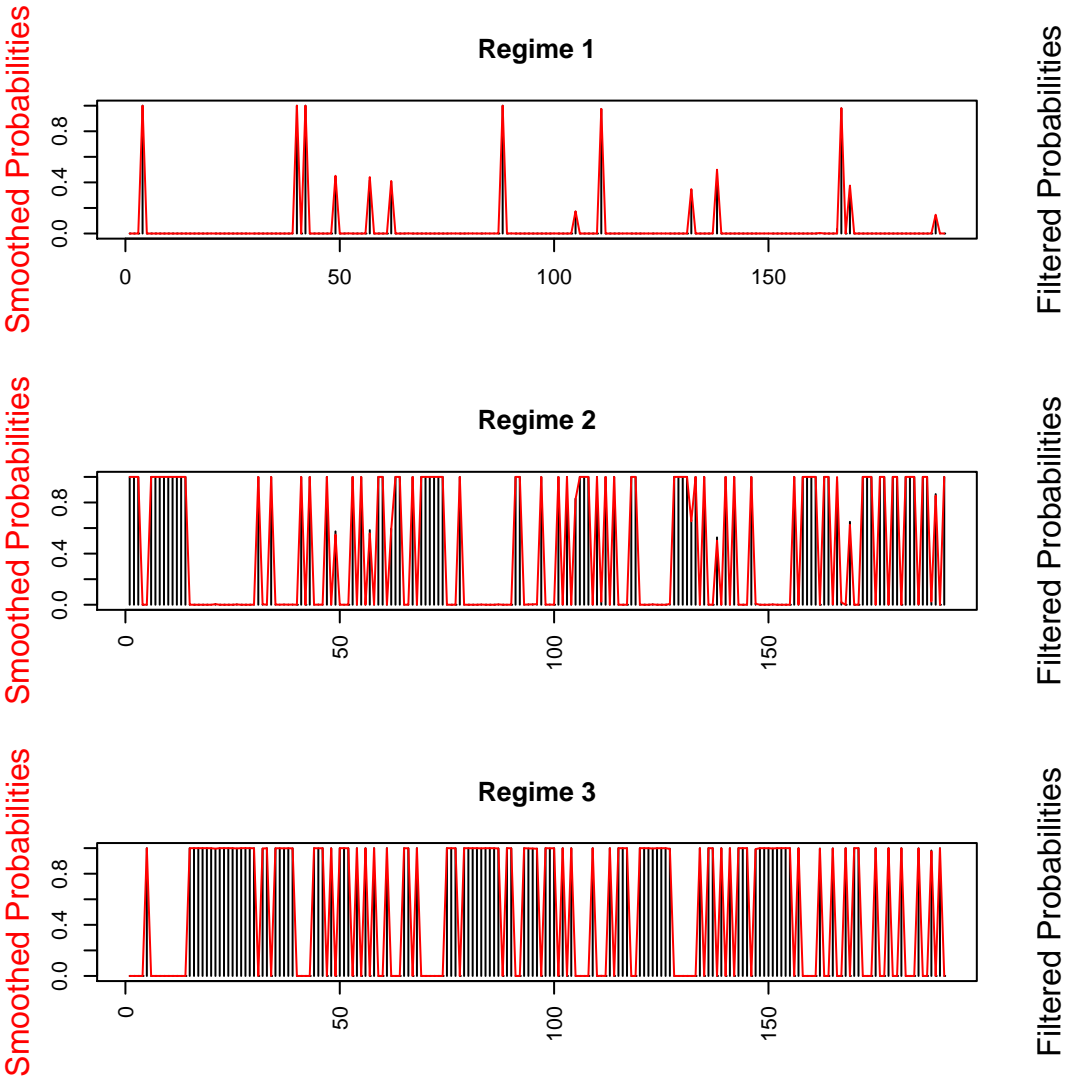 Regime 1
Smoothed Probabilities
Filtered Probabilities
0.0 0.4 0.8
0 50 100 150
Regime 2
Smoothed Probabilities
Filtered Probabilities
0.0 0.4 0.8
0 50 100 150
Regime 3
Smoothed Probabilities
Filtered Probabilities
0.0 0.4 0.8
0 50 100 150